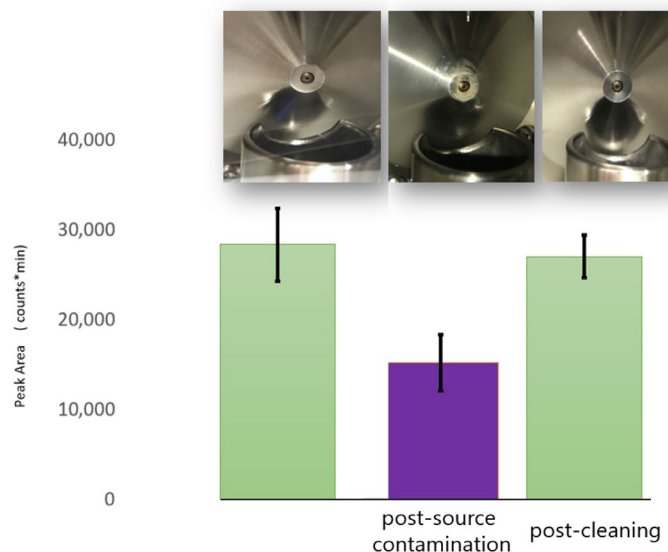 40,000
30,000
20,000
10,000
0
Peak Area ( counts*min)
post-source
contamination
post-cleaning